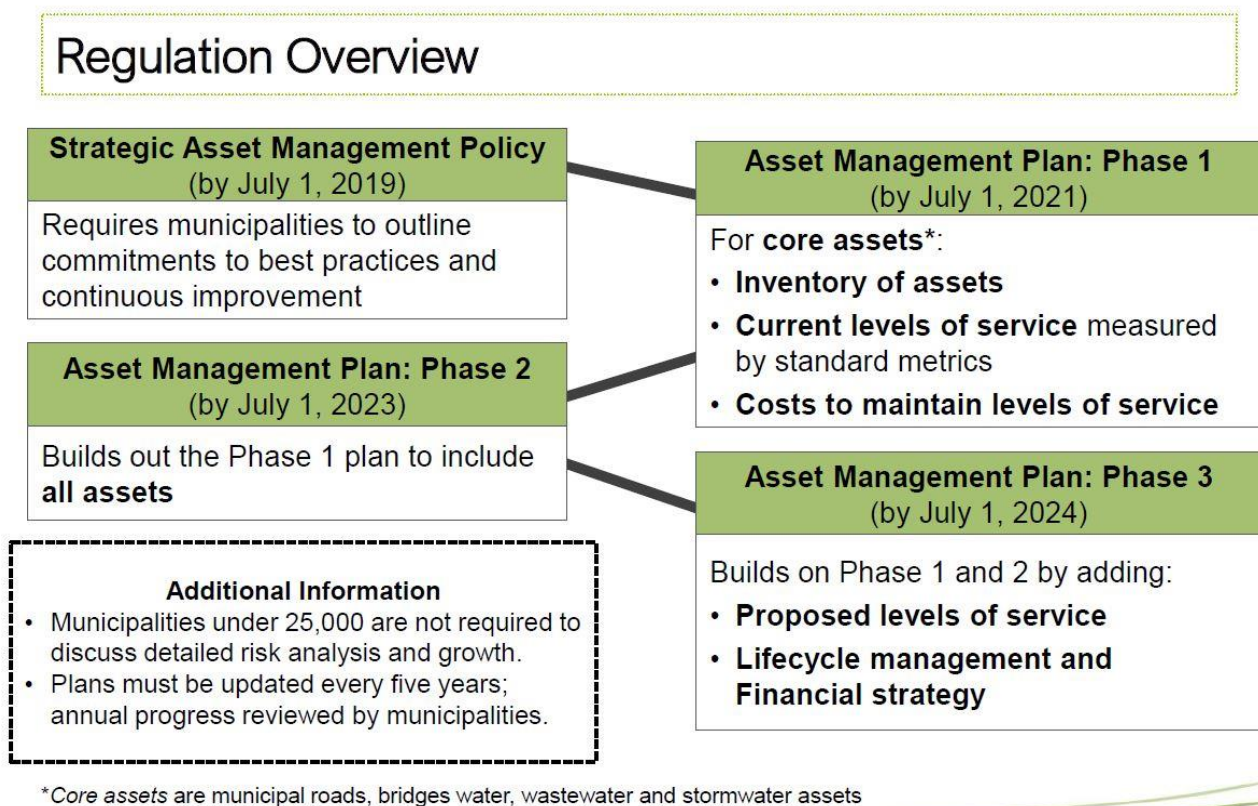 Regulation Overview
Strategic Asset Management Policy
(by July 1, 2019)
Requires municipalities to outline
commitments to best practices and
continuous improvement
Asset Management Plan: Phase 1
(by July 1, 2021)
For core assets*:
• Inventory of assets
• Current levels of service measured
by standard metrics
• Costs to maintain levels of service
Asset Management Plan: Phase 2
(by July 1, 2023)
Builds out the Phase 1 plan to include
all assets
Asset Management Plan: Phase 3
(by July 1, 2024)
Builds on Phase 1 and 2 by adding:
• Proposed levels of service
• Lifecycle management and
Financial strategy
Additional Information
• Municipalities under 25,000 are not required to
discuss detailed risk analysis and growth.
• Plans must be updated every five years;
annual progress reviewed by municipalities.
*Core assets are municipal roads, bridges water, wastewater and stormwater assets